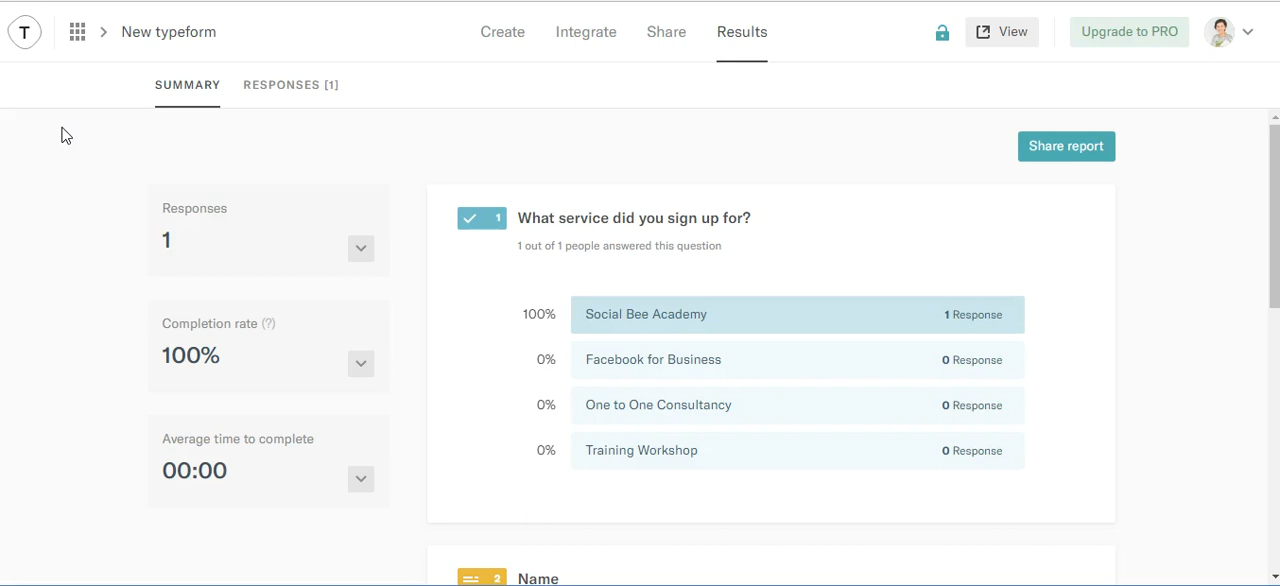 T
New typeform
Create Integrate Share Results
View
Upgrade to PRO
SUMMARY RESPONSES [1]
Share report
Responses
1
Completion rate (?)
100%
Average time to complete
00:00
1 What service did you sign up for?
1 out of 1 people answered this question
100% Social Bee Academy 1 Response
0% Facebook for Business 0 Response
0% One to One Consultancy 0 Response
0% Training Workshop 0 Response
2 Name